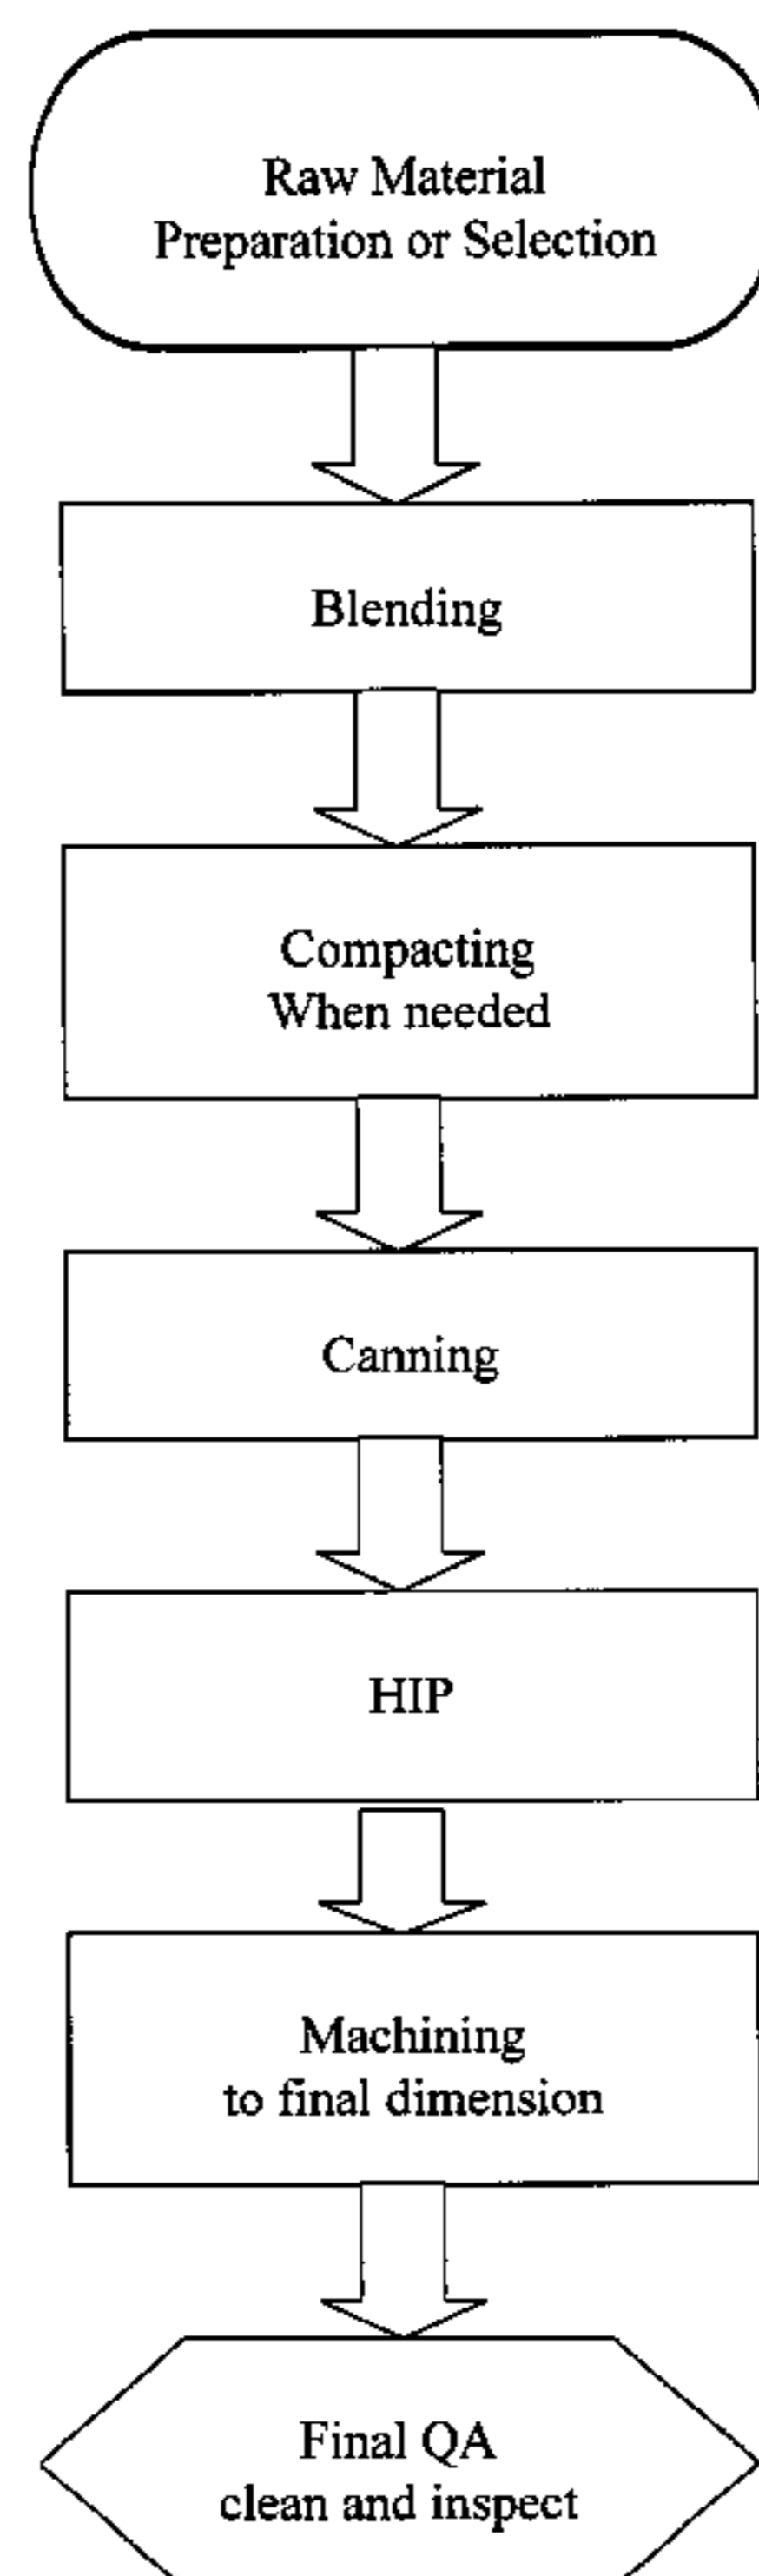 Raw Material
Preparation or Selection
Blending
Compacting
When needed
Canning
HIP
Machining
to final dimension
Final QA
clean and inspect